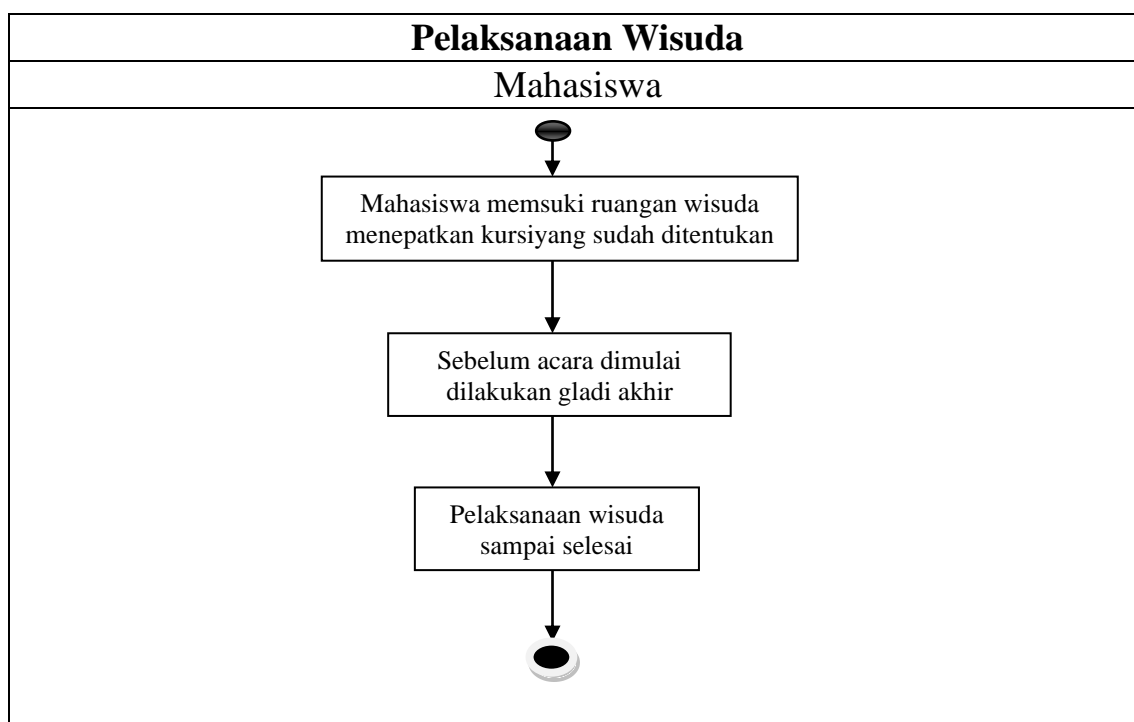 Pelaksanaan Wisuda
Mahasiswa
Mahasiswa memsuki ruangan wisuda
menepatkan kursiyang sudah ditentukan
Sebelum acara dimulai
dilakukan gladi akhir
Pelaksanaan wisuda
sampai selesai